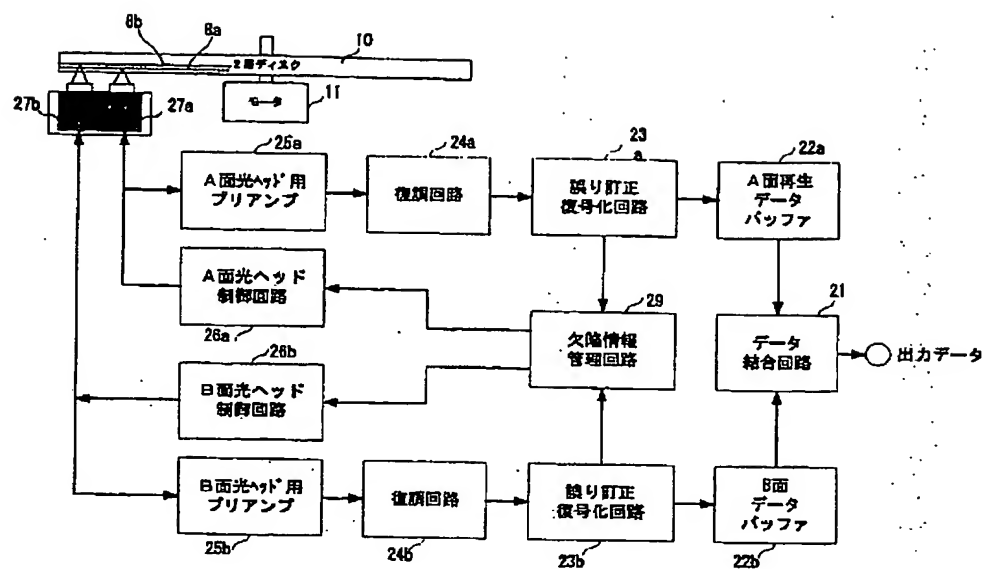 8b
8a
10
2層ディスク
モータ
11
27b
27a
25a
A面光ヘッド用
プリアンプ
24a
復調回路
23a
誤り訂正
復号化回路
22a
A面再生
データ
バッファ
A面光ヘッド
制御回路
26a
29
欠陥情報
管理回路
21
データ
結合回路
出力データ
26b
B面光ヘッド
制御回路
B面光ヘッド用
プリアンプ
25b
復調回路
24b
誤り訂正
復号化回路
23b
B面
データ
バッファ
22b